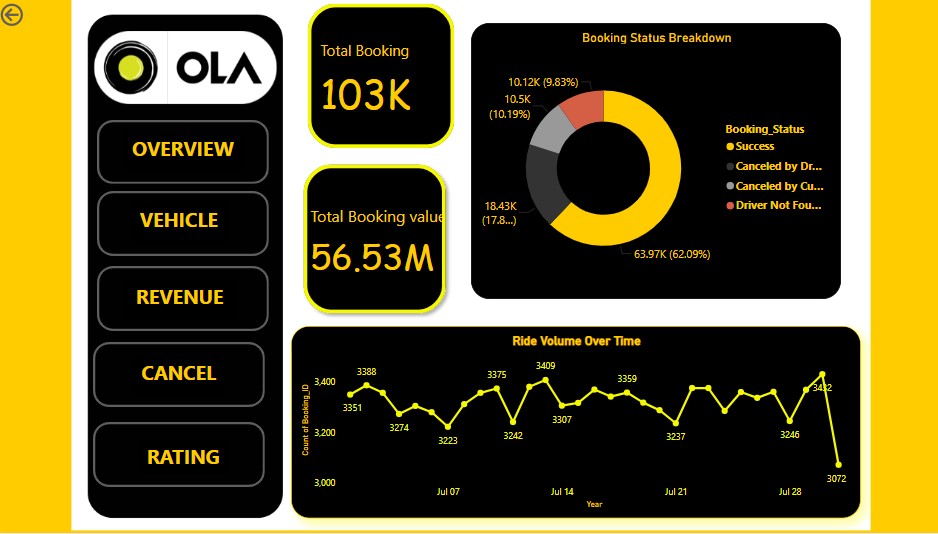 OLA
OVERVIEW
VEHICLE
REVENUE
CANCEL
RATING
Total Booking
103K
Total Booking value
56.53M
Booking Status Breakdown
10.12K (9.83%)
10.5K
(10.19%)
18.43K
(17.8...)
63.97K (62.09%)
Booking_Status
Success
Canceled by Dr...
Canceled by Cu...
Driver Not Fou...
Ride Volume Over Time
Count of Booking_ID
3,400
3,200
3,000
3351
3388
3274
3223
3375
3242
3409
3307
3359
3237
3246
3432
3072
Jul 07
Jul 14
Jul 21
Jul 28
Year